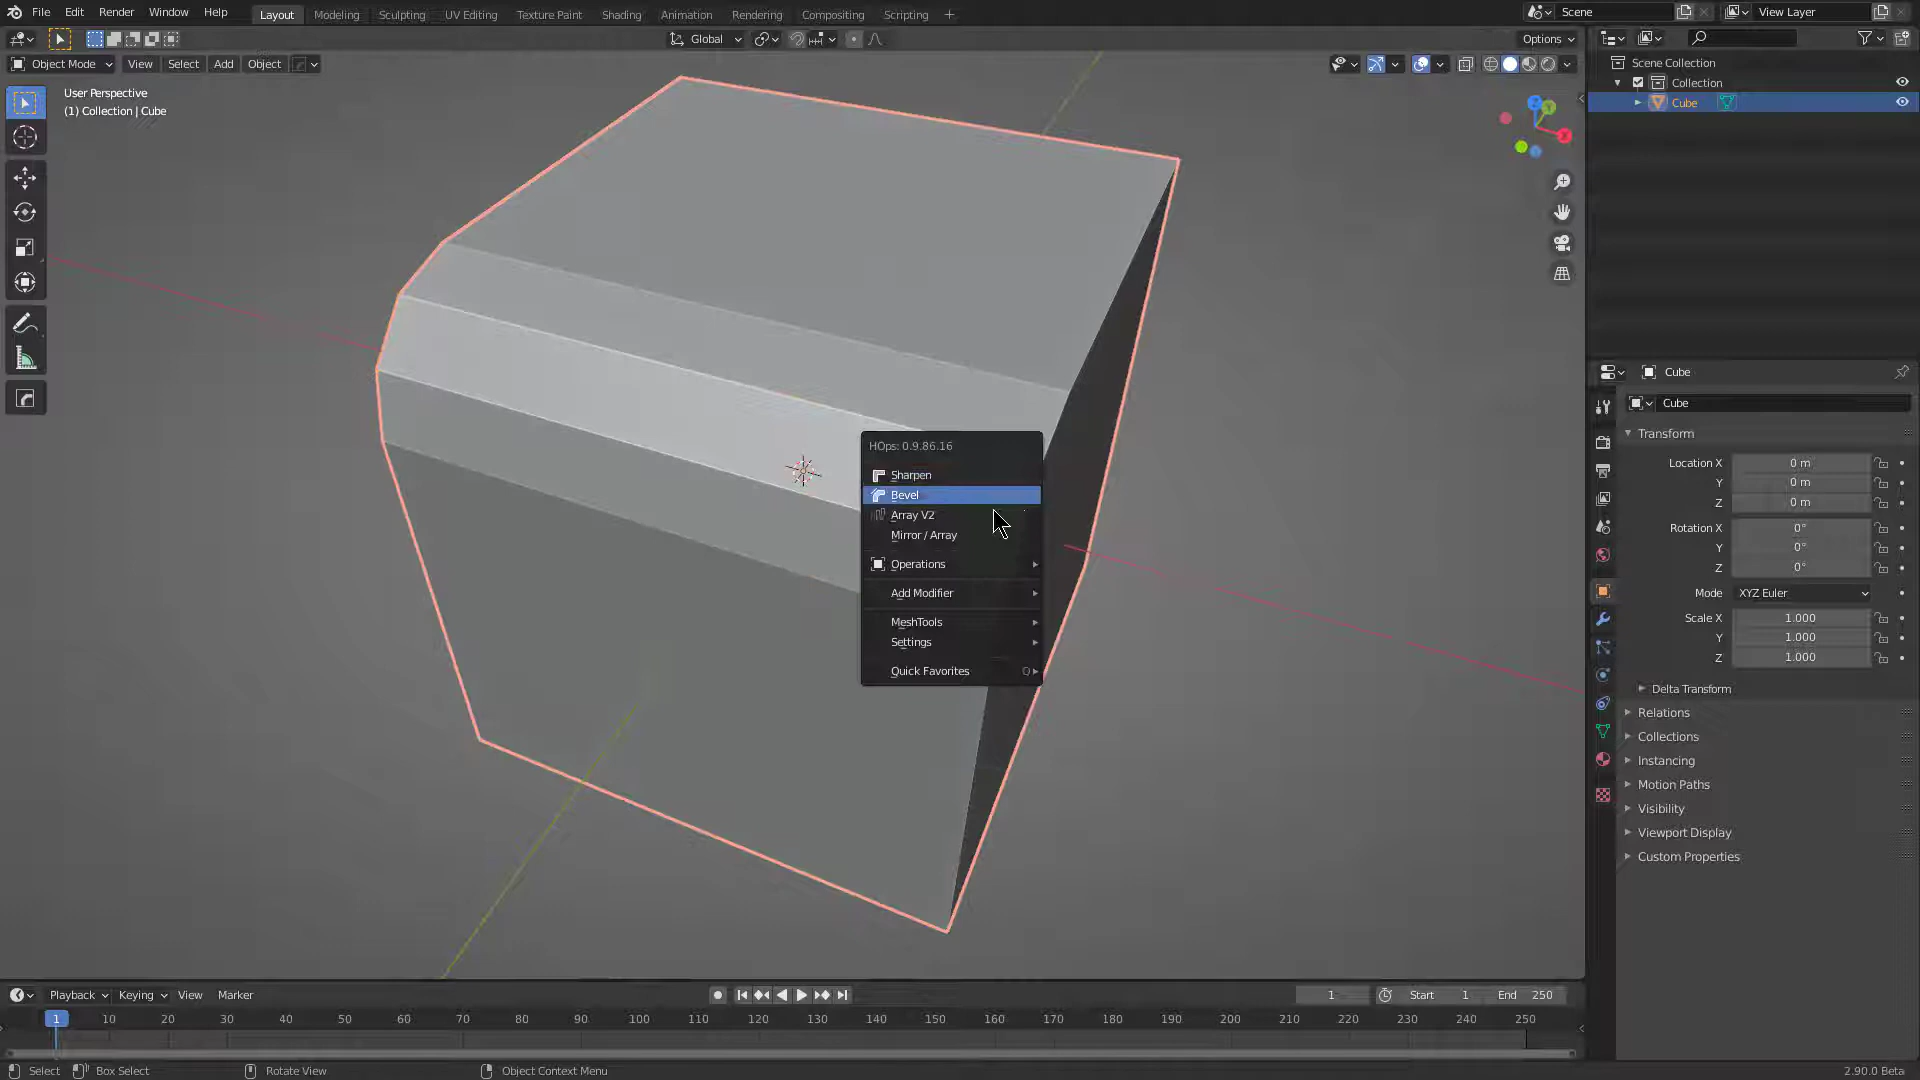 File Edit Render Window Help Layout Modeling Sculpting UV Editing Texture Paint Shading Animation Rendering Compositing Scripting + Scene View Layer
Global Options
Object Mode View Select Add Object
User Perspective
(1) Collection | Cube
Scene Collection
Collection
Cube
Z
Y
X
HOps: 0.9.86.16
Sharpen
Bevel
Array V2
Mirror / Array
Operations
Add Modifier
MeshTools
Settings
Quick Favorites Q
Cube
Cube
Transform
Location X 0 m
Y 0 m
Z 0 m
Rotation X 0°
Y 0°
Z 0°
Mode XYZ Euler
Scale X 1.000
Y 1.000
Z 1.000
Delta Transform
Relations
Collections
Instancing
Motion Paths
Visibility
Viewport Display
Custom Properties
Playback Keying View Marker 1 Start 1 End 250
1 10 20 30 40 50 60 70 80 90 100 110 120 130 140 150 160 170 180 190 200 210 220 230 240 250
Select Box Select Rotate View Object Context Menu 2.90.0 Beta